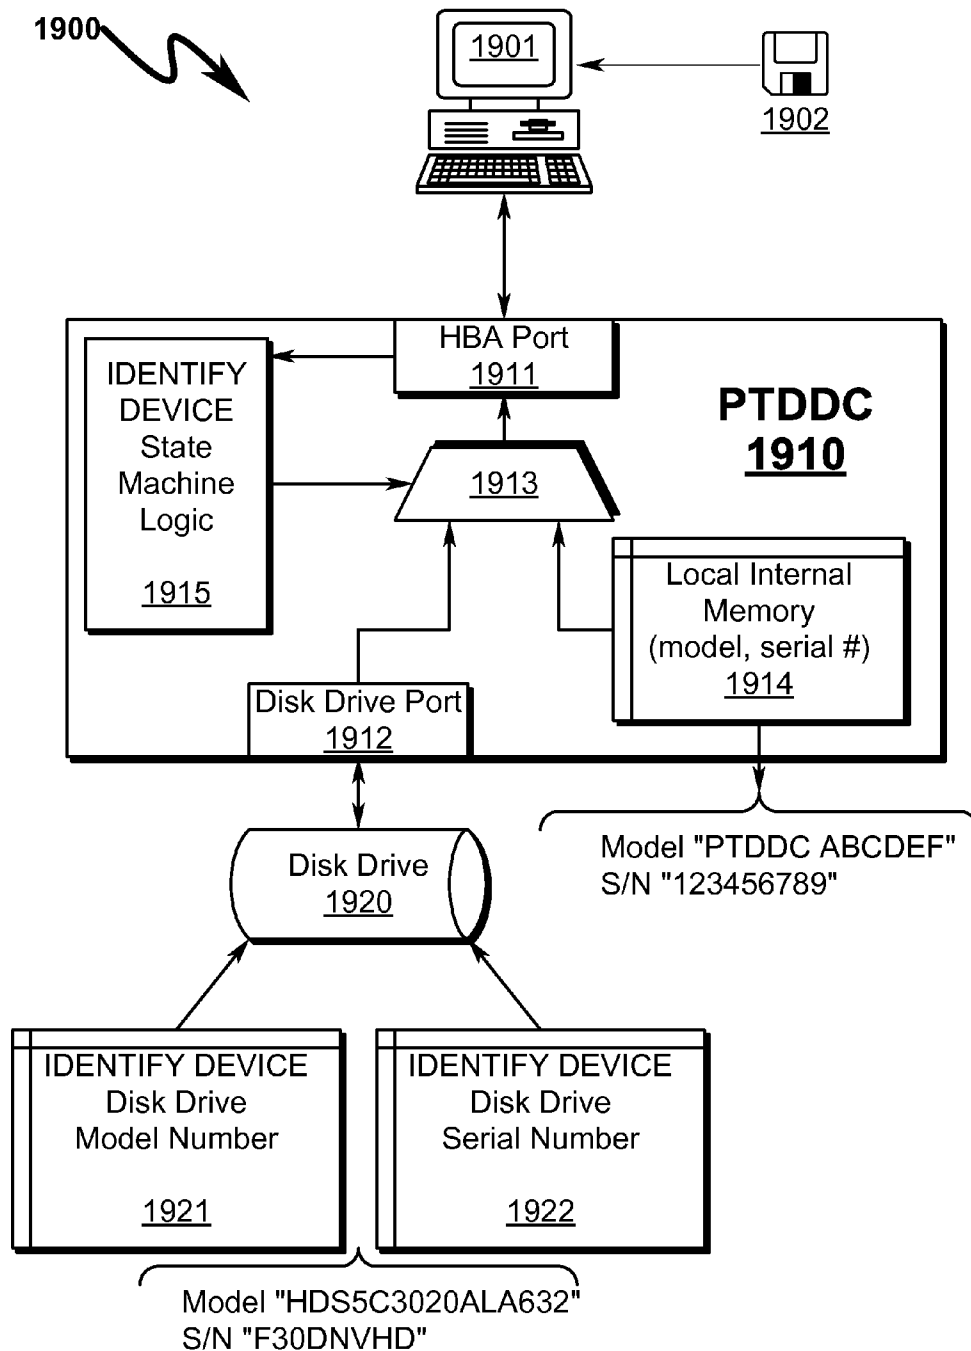 1900
1901
1902
HBA Port
1911
IDENTIFY
DEVICE
State
Machine
Logic
1915
PTDDC
1910
1913
Local Internal
Memory
(model, serial #)
1914
Disk Drive Port
1912
Model "PTDDC ABCDEF"
S/N "123456789"
Disk Drive
1920
IDENTIFY DEVICE
Disk Drive
Model Number
1921
IDENTIFY DEVICE
Disk Drive
Serial Number
1922
Model "HDS5C3020ALA632"
S/N "F30DNVHD"